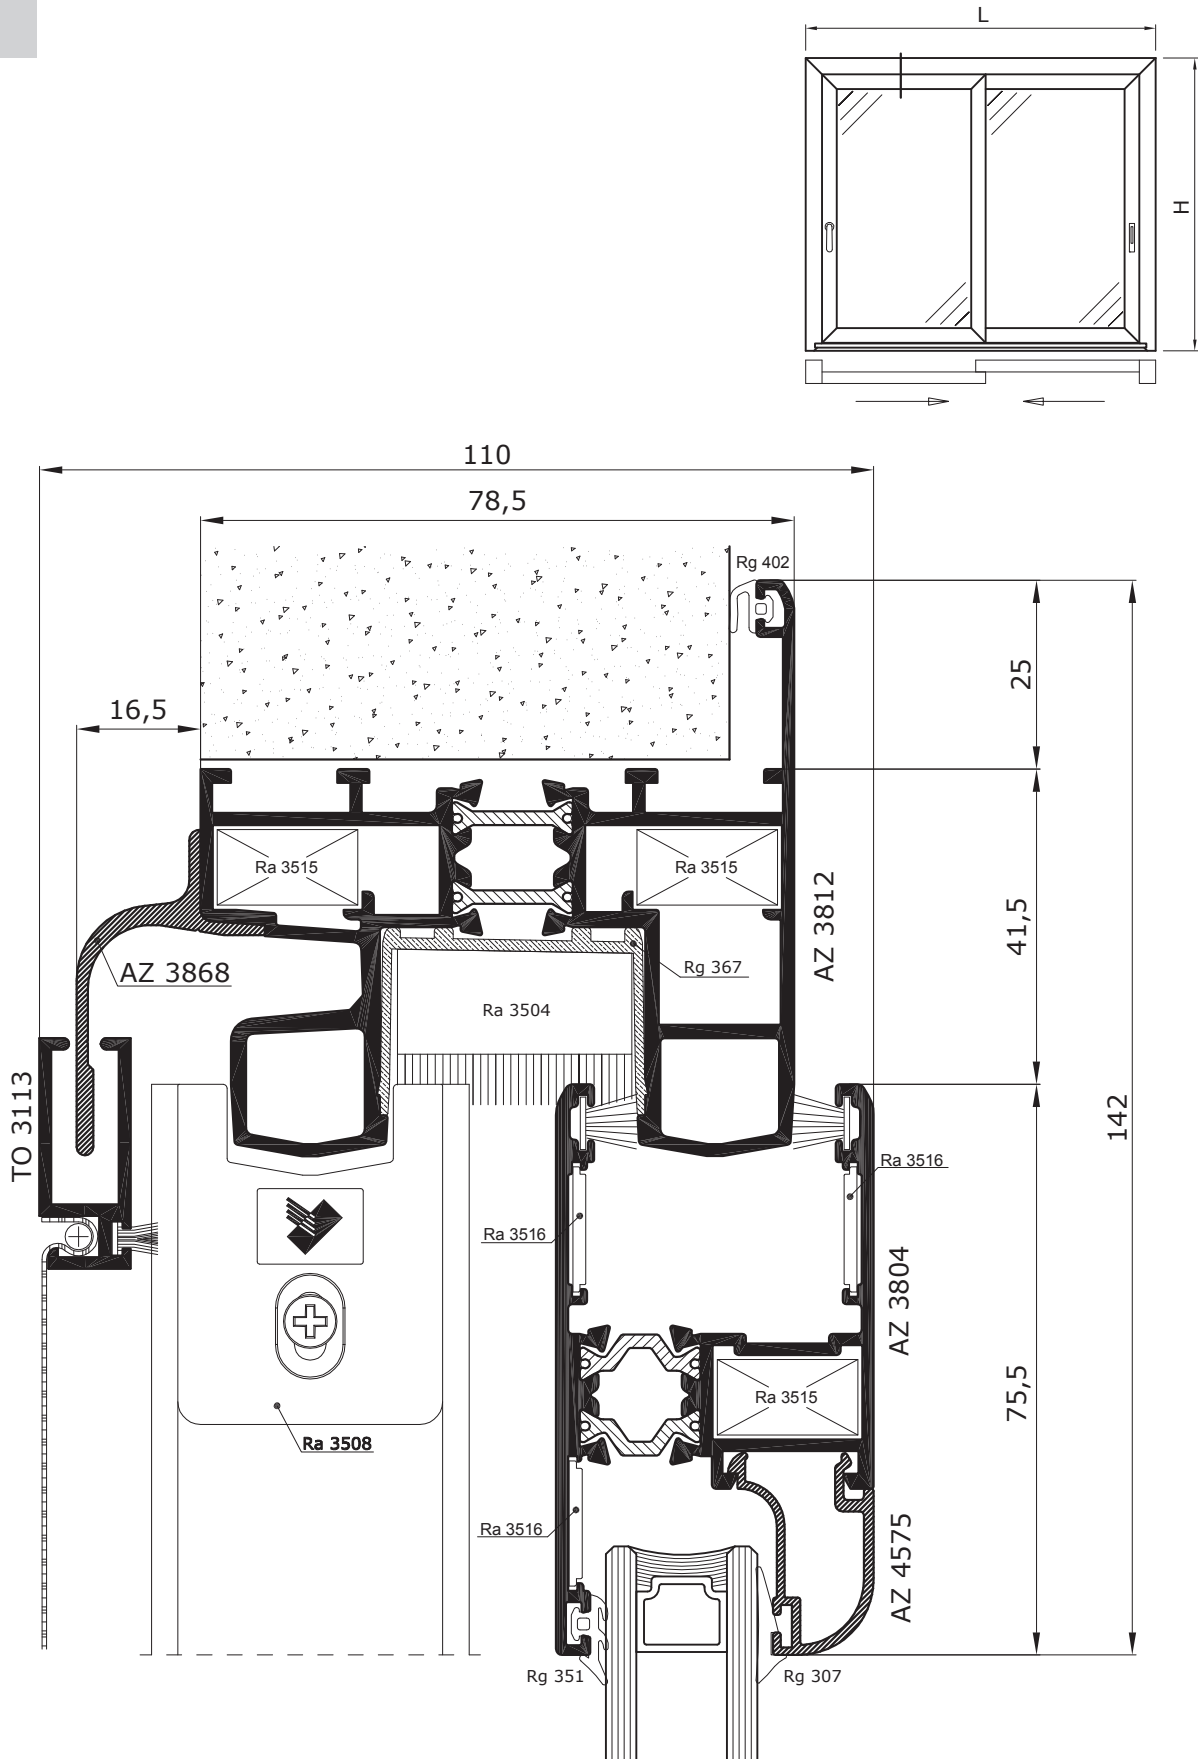 L
H
110
78,5
Rg 402
25
16,5
Ra 3515
Ra 3515
AZ 3812
41,5
AZ 3868
Rg 367
Ra 3504
TO 3113
142
Ra 3516
Ra 3516
AZ 3804
Ra 3515
75,5
Ra 3508
Ra 3516
AZ 4575
Rg 351
Rg 307